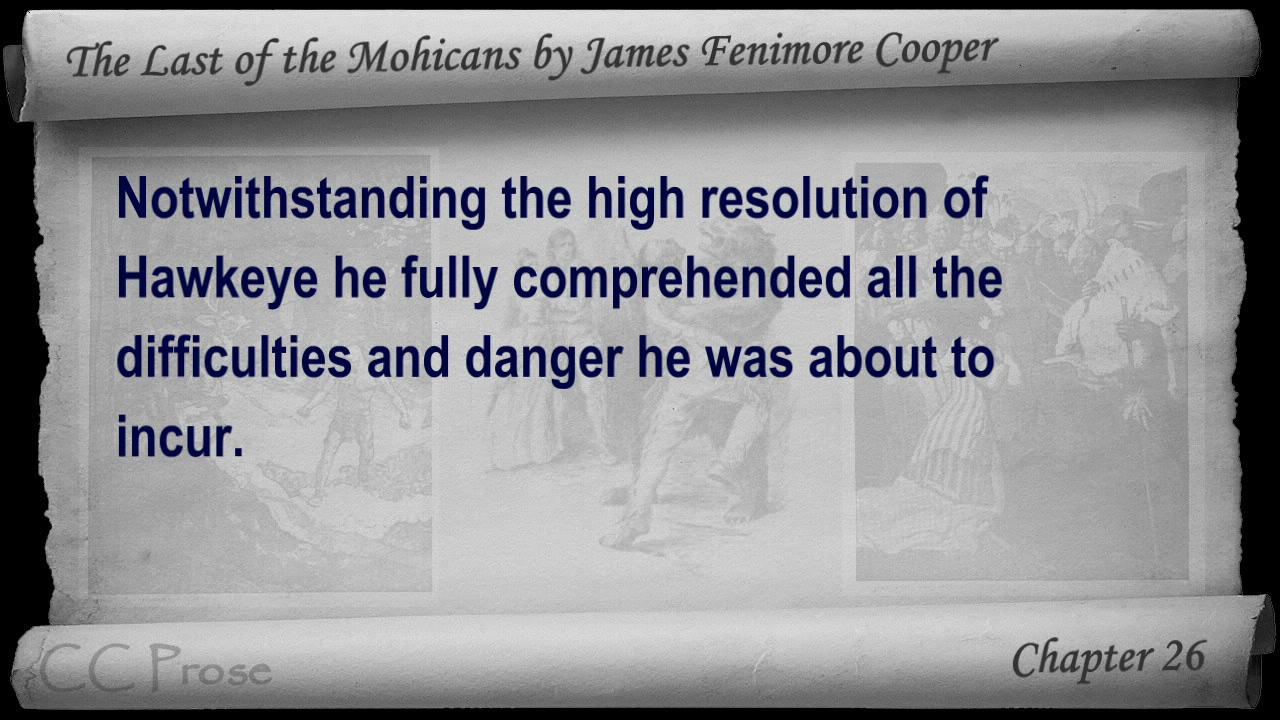 The Last of the Mohicans by James Fenimore Cooper
Notwithstanding the high resolution of
Hawkeye he fully comprehended all the
difficulties and danger he was about to
incur.
CC Prose
Chapter 26